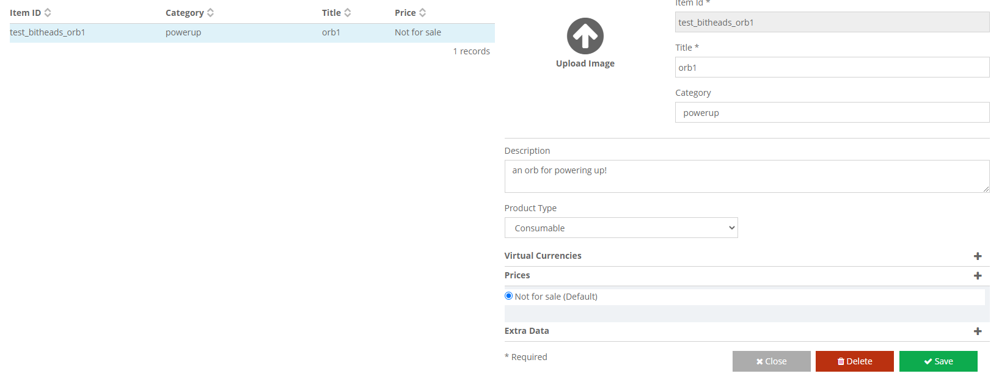 Item ID Category Title Price
test_bitheads_orb1 powerup orb1 Not for sale
1 records
Upload Image
Item Id *
test_bitheads_orb1
Title *
orb1
Category
powerup
Description
an orb for powering up!
Product Type
Consumable
Virtual Currencies
Prices
Not for sale (Default)
Extra Data
* Required
Close Delete Save